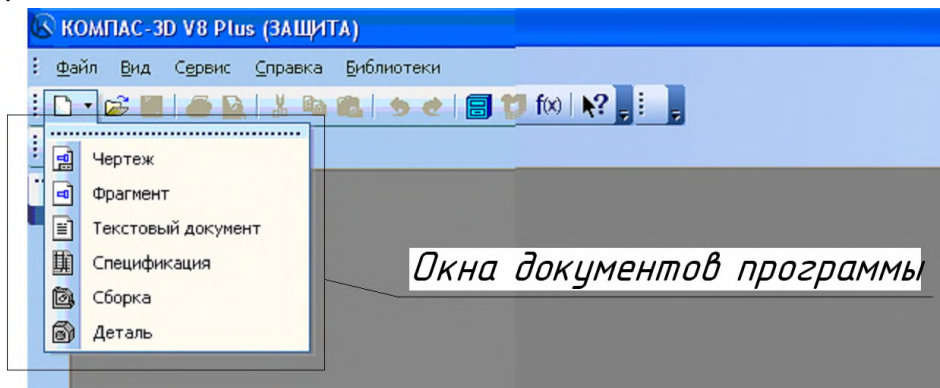 КОМПАС-3D V8 Plus (ЗАЩИТА)
Файл Вид Сервис Справка Библиотеки
f(x) ?
Чертеж
Фрагмент
Текстовый документ
Спецификация
Сборка
Деталь
Окна документов программы